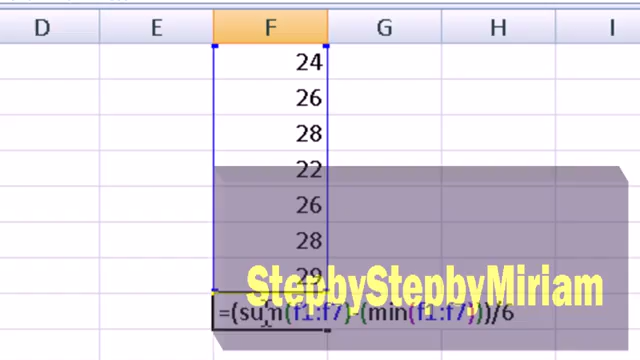 D E F G H I
24
26
28
22
26
28
29
StepbyStepbyMiriam
=(sum(f1:f7)-(min(f1:f7)))/6